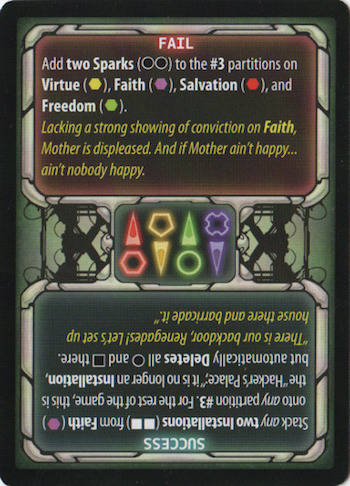 FAIL
Add two Sparks (○○) to the #3 partitions on
Virtue (⬢), Faith (⬢), Salvation (⬢), and
Freedom (⬢).
Lacking a strong showing of conviction on Faith,
Mother is displeased. And if Mother ain't happy...
ain't nobody happy.
SUCCESS
Stack any two Installations (■■) from Faith (⬢)
onto any partition #3. For the rest of the game, this is
the "Hacker's Palace;" it is no longer an Installation,
but automatically Deletes all ○ and □ there.
"There is our backdoor, Renegades! Let's set up
house there and barricade it."